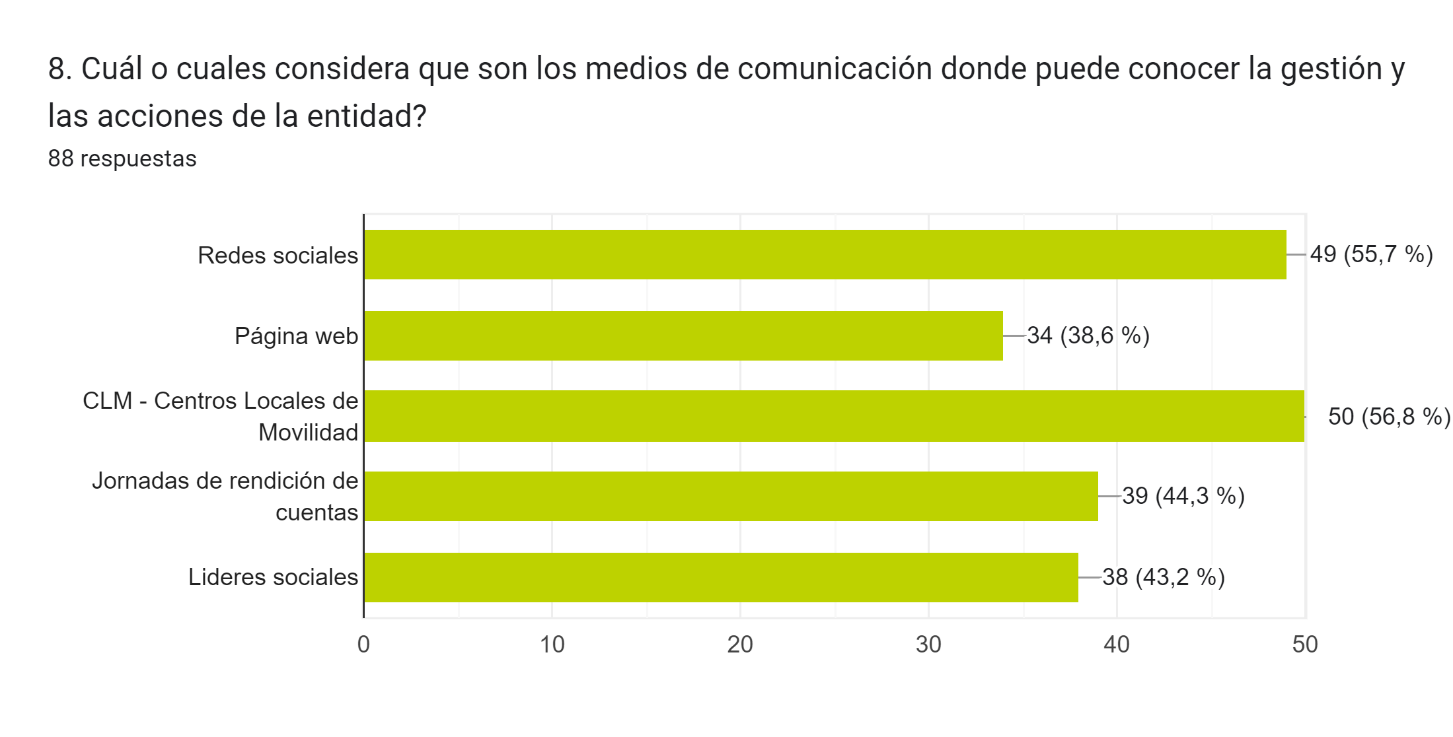 8. Cuál o cuales considera que son los medios de comunicación donde puede conocer la gestión y
las acciones de la entidad?
88 respuestas
Redes sociales
49 (55,7 %)
Página web
34 (38,6 %)
CLM - Centros Locales de
Movilidad
50 (56,8 %)
Jornadas de rendición de
cuentas
39 (44,3 %)
Lideres sociales
38 (43,2 %)
0 10 20 30 40 50